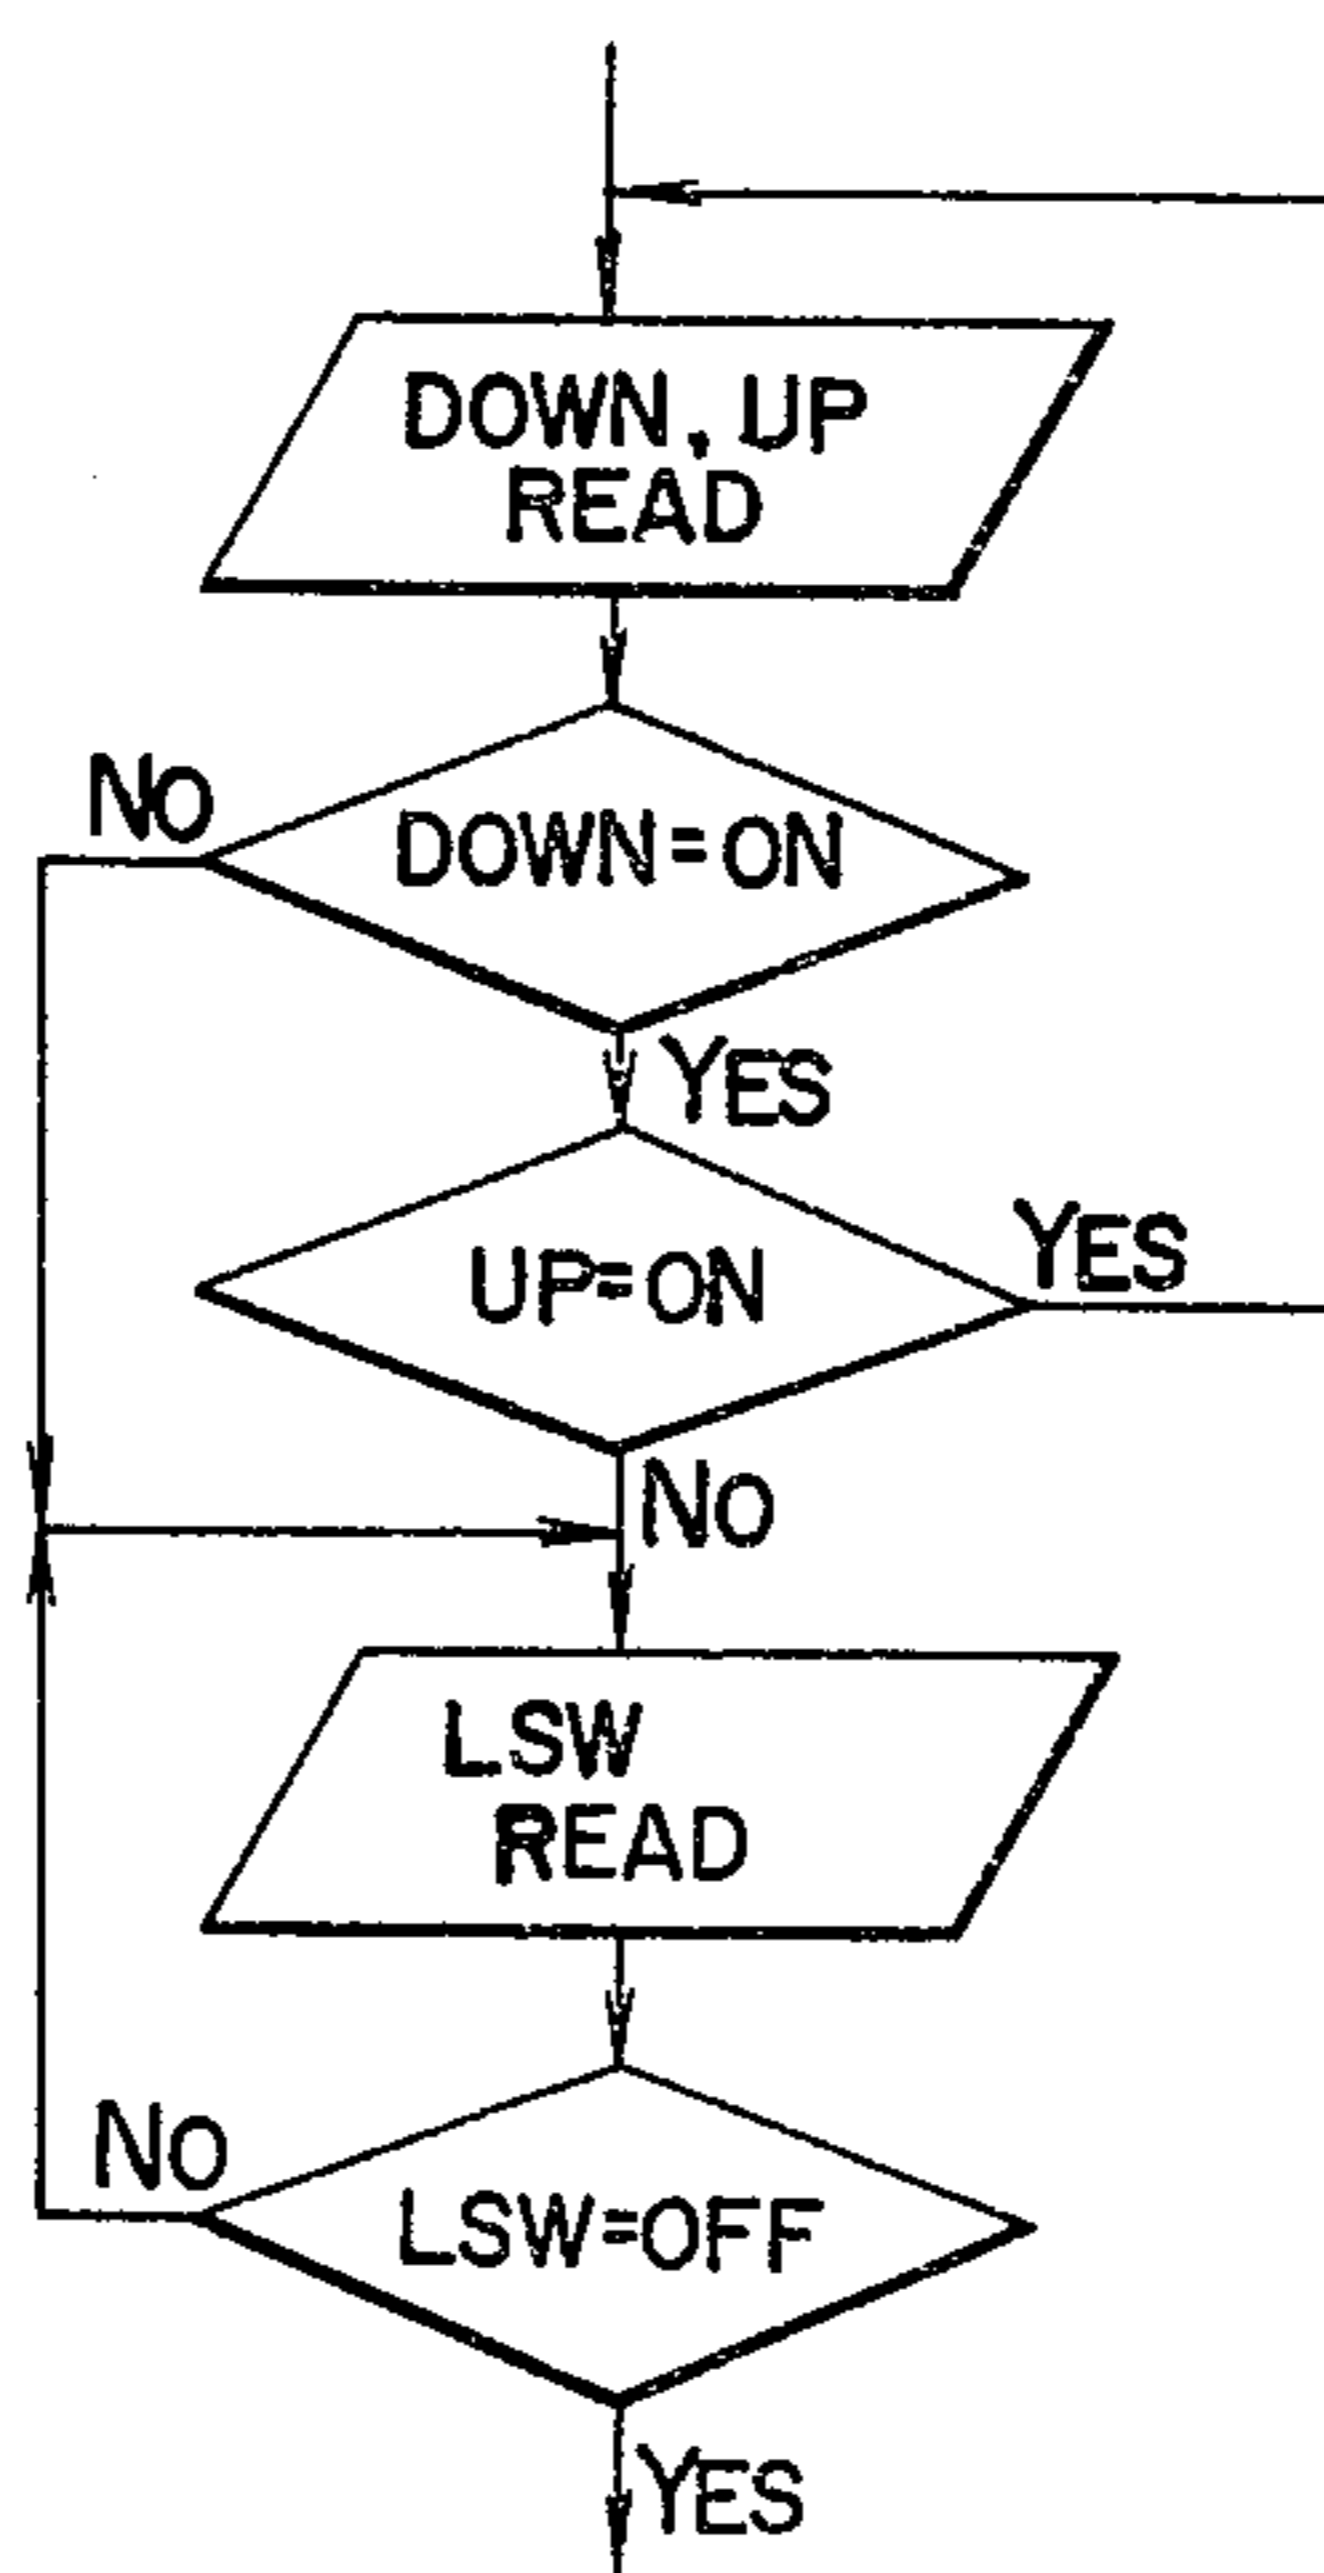 DOWN, UP
READ
NO
DOWN=ON
YES
UP=ON
YES
NO
LSW
READ
NO
LSW=OFF
YES